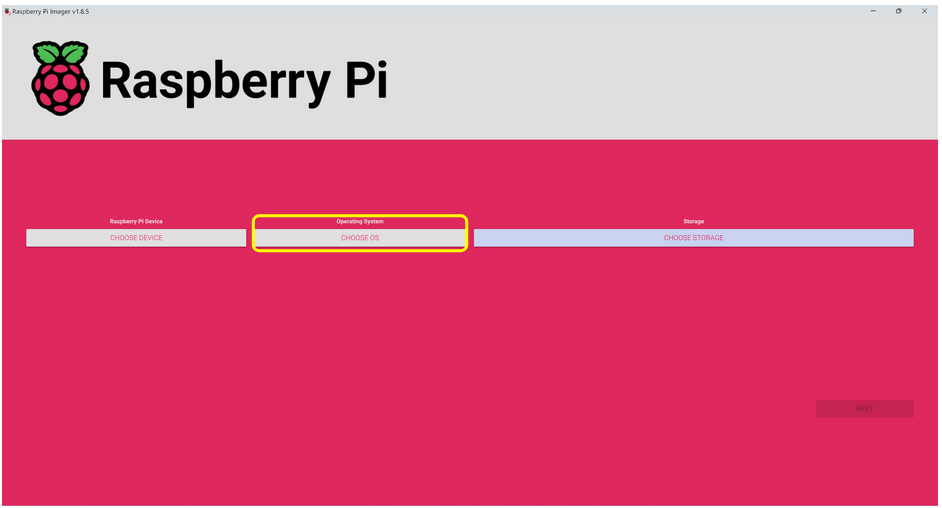 Raspberry Pi Imager v1.8.5
Raspberry Pi
Raspberry Pi Device
Operating System
Storage
CHOOSE DEVICE
CHOOSE OS
CHOOSE STORAGE
NEXT